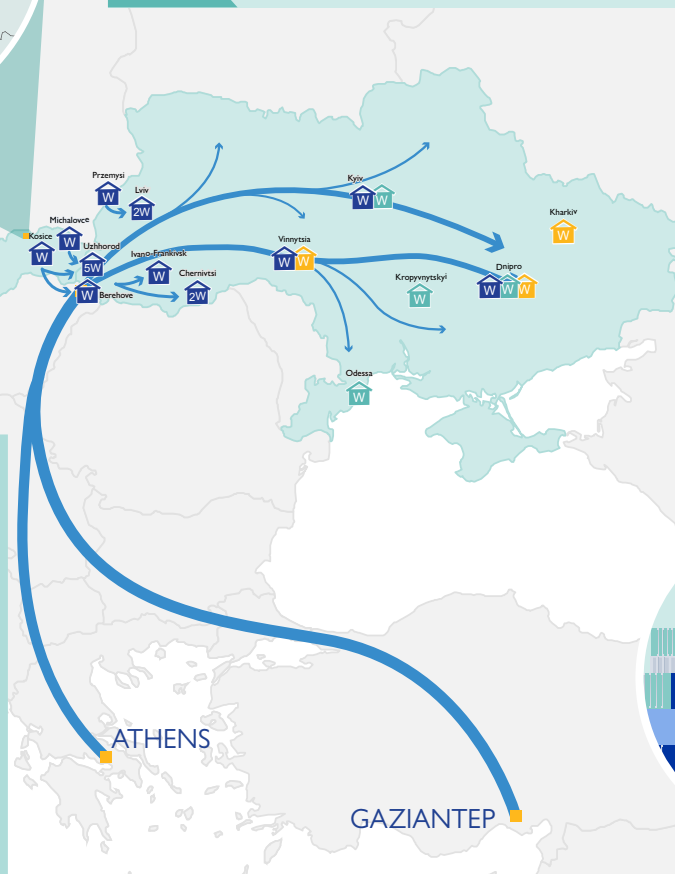 Przemysi
W
Lviv
2W
Michalovce
W
Kosice
W
Uzhhorod
5W
Ivano-Frankivsk
W
Chernivtsi
2W
W
Berehove
Kyiv
W W
Vinnytsia
W W
Kharkiv
W
Dnipro
W W W
Kropyvnytskyi
W
Odessa
W
ATHENS
GAZIANTEP